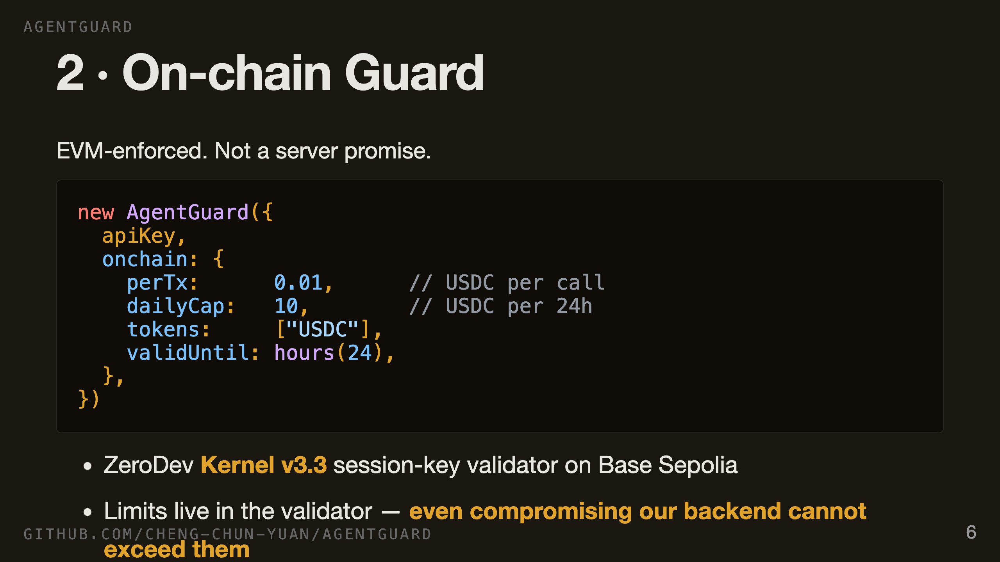 AGENTGUARD
2 · On-chain Guard
EVM-enforced. Not a server promise.
new AgentGuard({
  apiKey,
  onchain: {
    perTx:      0.01,      // USDC per call
    dailyCap:   10,        // USDC per 24h
    tokens:     ["USDC"],
    validUntil: hours(24),
  },
})
• ZeroDev Kernel v3.3 session-key validator on Base Sepolia
• Limits live in the validator — even compromising our backend cannot
exceed them
GITHUB.COM/CHENG-CHUN-YUAN/AGENTGUARD
6